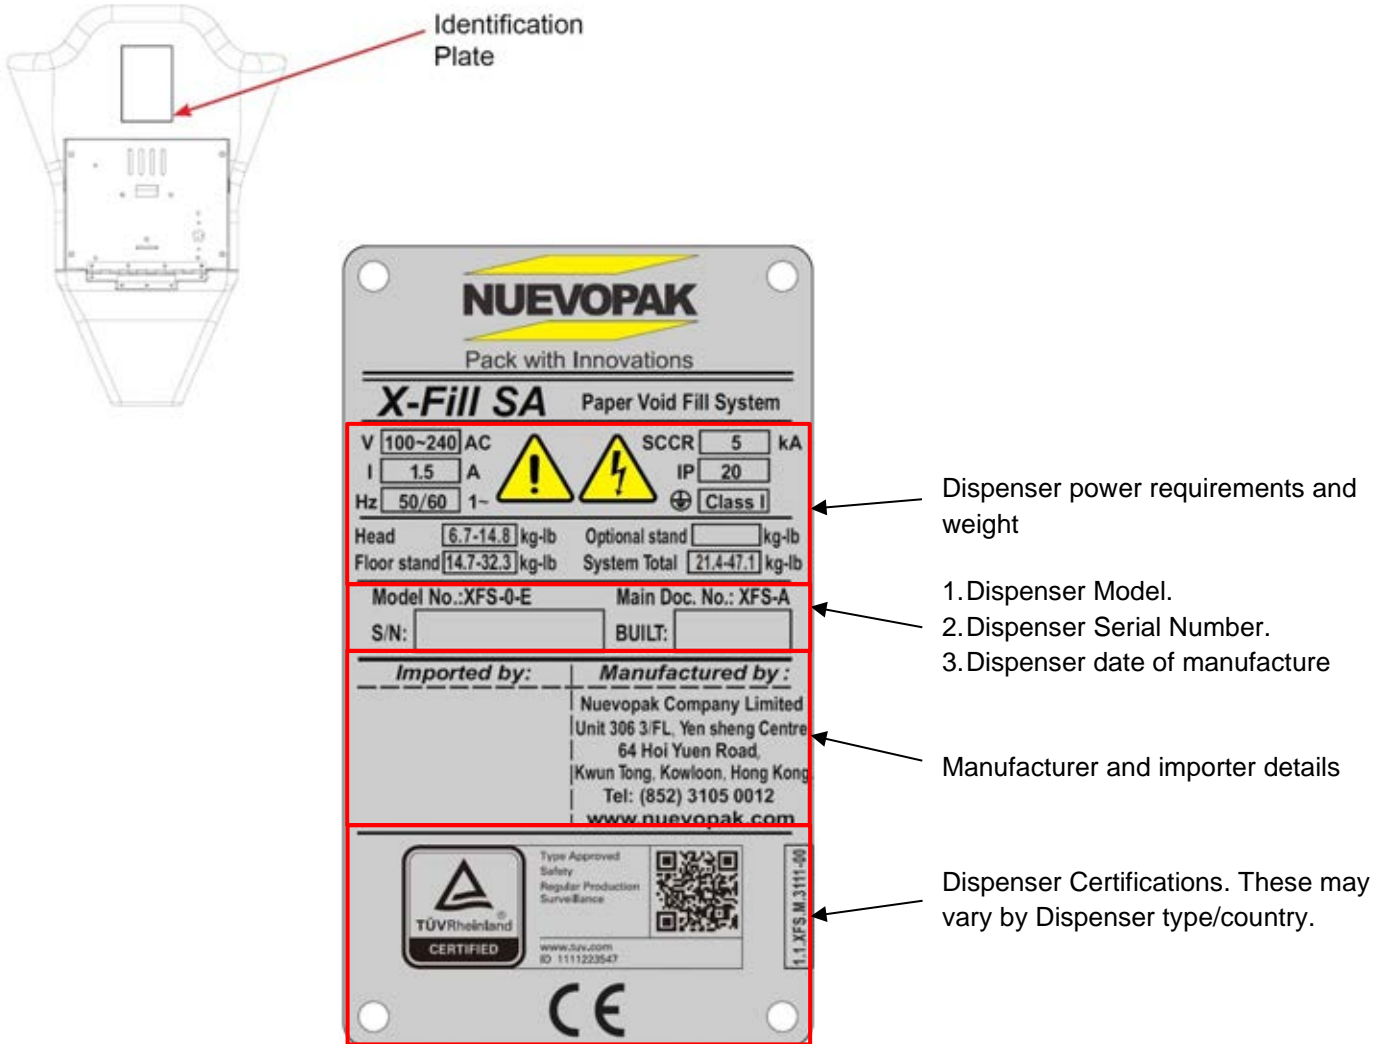 Identification
Plate
NUEVOPAK
Pack with Innovations
X-Fill SA Paper Void Fill System
V 100~240 AC SCCR 5 kA
I 1.5 A IP 20
Hz 50/60 1~ Class I
Head 6.7-14.8 kg-lb Optional stand kg-lb
Floor stand 14.7-32.3 kg-lb System Total 21.4-47.1 kg-lb
Dispenser power requirements and
weight
Model No.:XFS-0-E Main Doc. No.: XFS-A
S/N: BUILT:
1.Dispenser Model.
2.Dispenser Serial Number.
3.Dispenser date of manufacture
Imported by: Manufactured by :
Nuevopak Company Limited
Unit 306 3/FL, Yen sheng Centre
64 Hoi Yuen Road,
Kwun Tong, Kowloon, Hong Kong
Tel: (852) 3105 0012
www.nuevopak.com
Manufacturer and importer details
TÜVRheinland ®
CERTIFIED
Type Approved
Safety
Regular Production
Surveillance
www.tuv.com
ID 1111223547
1.1.XFS.M.3111-00
CE
Dispenser Certifications. These may
vary by Dispenser type/country.